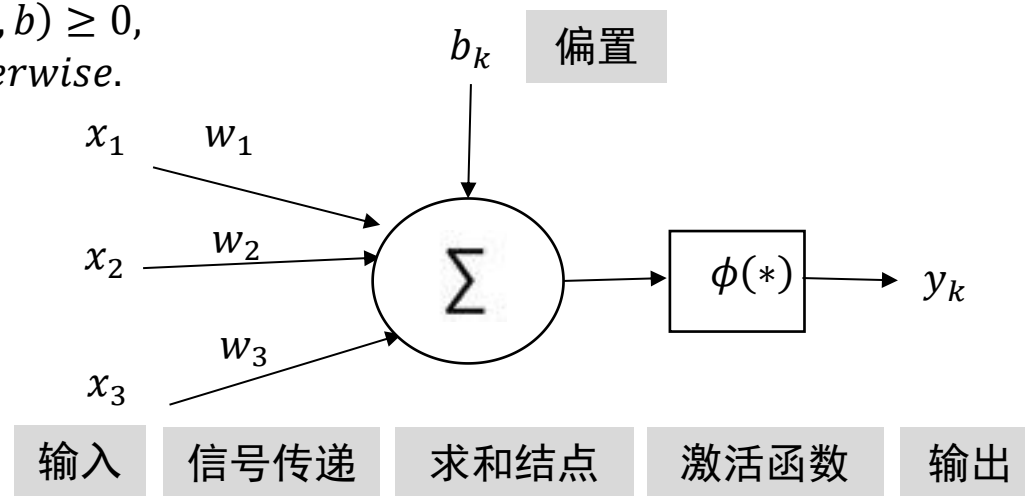 , b) ≥ 0,
erwise.
b_k 偏置
x_1 w_1
x_2 w_2
∑ ϕ(∗) y_k
w_3
x_3
输入 信号传递 求和结点 激活函数 输出